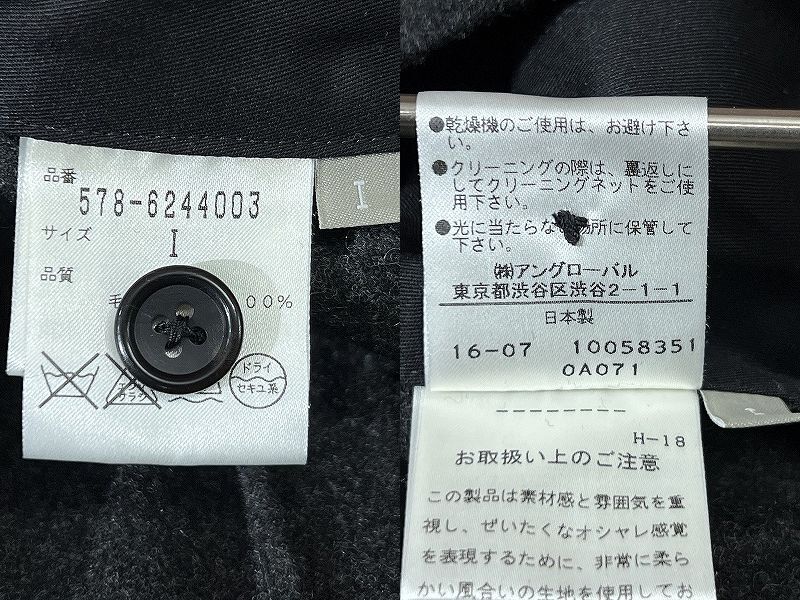 品番
578-6244003
サイズ
I
品質
毛
00%
ドライ
セキユ系
I
●乾燥機のご使用は、お避け下さ
い。
●クリーニングの際は、裏返しに
してクリーニングネットをご使
用下さい。
●光に当たらな 場所に保管して
下さい。
㈱アングローバル
東京都渋谷区渋谷2-1-1
日本製
16-07 10058351
0A071
--------
H-18
お取扱い上のご注意
この製品は素材感と雰囲気を重
視し、ぜいたくなオシャレ感覚
を表現するために、非常に柔ら
かい風合いの生地を使用してお